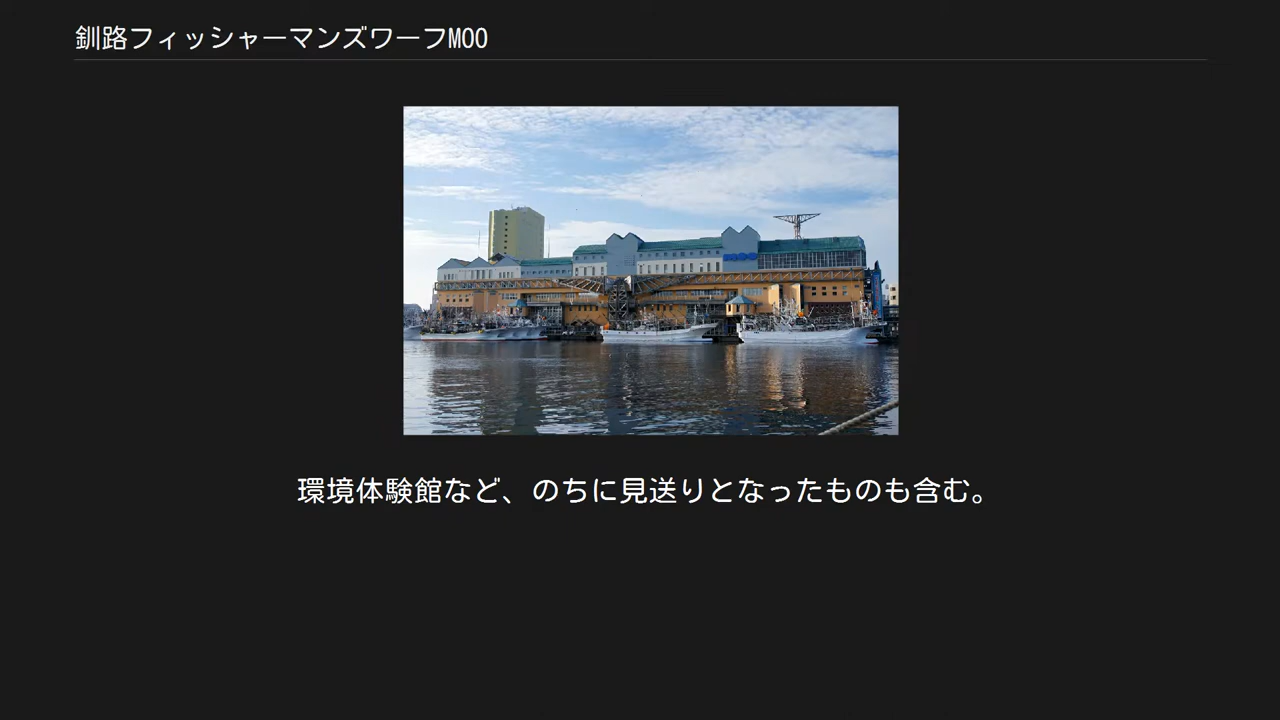 釧路フィッシャーマンズワーフMOO
MOO
環境体験館など、のちに見送りとなったものも含む。